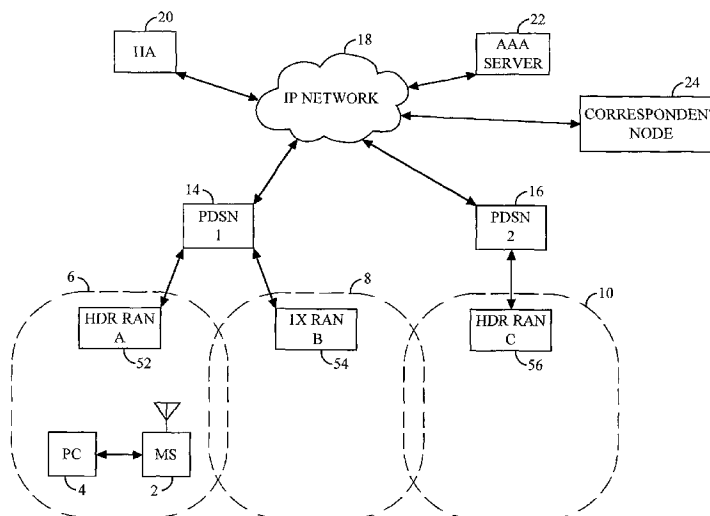 20
HA
18
IP NETWORK
22
AAA
SERVER
24
CORRESPONDENT
NODE
14
PDSN
1
16
PDSN
2
6
HDR RAN
A
52
8
1X RAN
B
54
10
HDR RAN
C
56
PC
4
MS
2